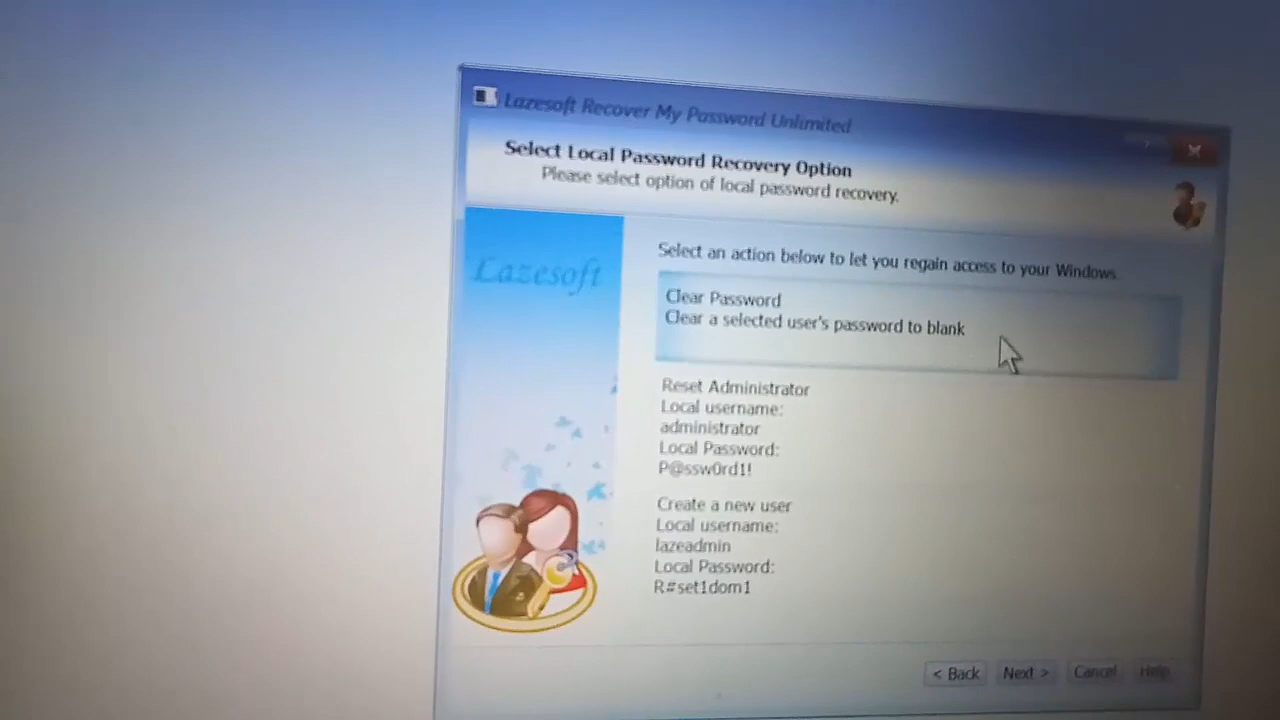 Lazesoft Recover My Password Unlimited
Select Local Password Recovery Option
Please select option of local password recovery.
Lazesoft
Select an action below to let you regain access to your Windows.
Clear Password
Clear a selected user's password to blank
Reset Administrator
Local username:
administrator
Local Password:
P@ssw0rd1!
Create a new user
Local username:
lazeadmin
Local Password:
R#set1dom1
< Back Next > Cancel Help